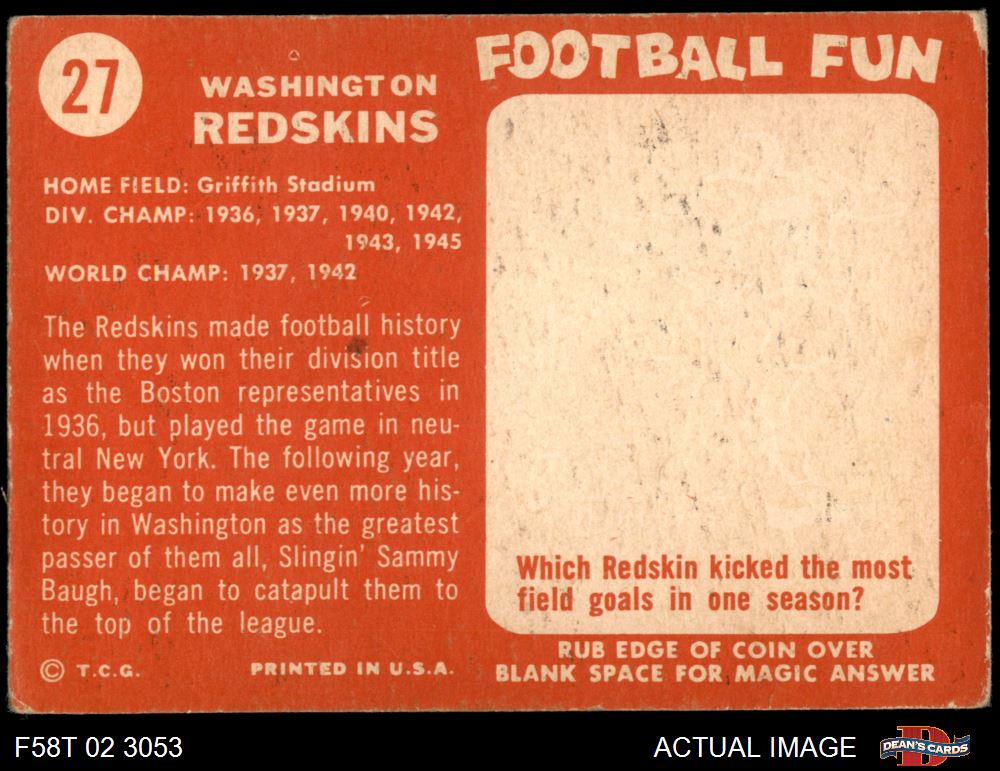 27
WASHINGTON
REDSKINS
HOME FIELD: Griffith Stadium
DIV. CHAMP: 1936, 1937, 1940, 1942,
1943, 1945
WORLD CHAMP: 1937, 1942
The Redskins made football history
when they won their division title
as the Boston representatives in
1936, but played the game in neu-
tral New York. The following year,
they began to make even more his-
tory in Washington as the greatest
passer of them all, Slingin' Sammy
Baugh, began to catapult them to
the top of the league.
© T.C.G.
PRINTED IN U.S.A.
FOOTBALL FUN
Which Redskin kicked the most
field goals in one season?
RUB EDGE OF COIN OVER
BLANK SPACE FOR MAGIC ANSWER
F58T 02 3053
ACTUAL IMAGE
DEAN'S CARDS